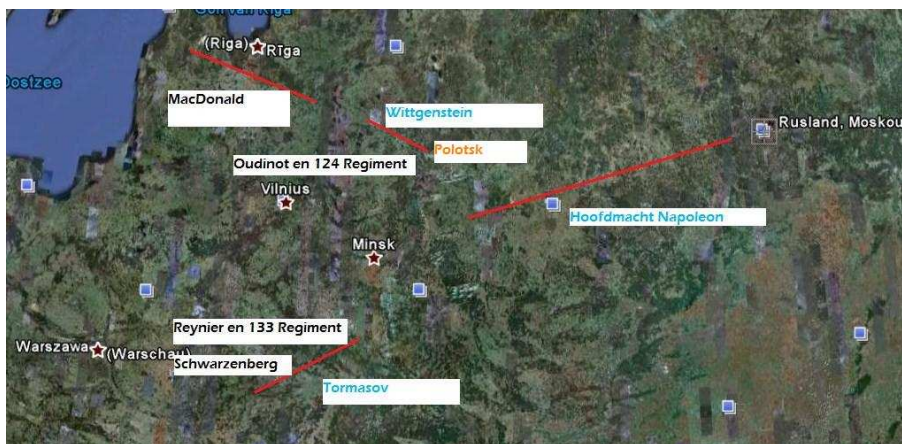 Golf van Riga
(Riga)
Rīga
Oostzee
MacDonald
Wittgenstein
Rusland, Moskou
Polotsk
Oudinot en 124 Regiment
Vilnius
Hoofdmacht Napoleon
Minsk
Reynier en 133 Regiment
Warszawa
(Warschau)
Schwarzenberg
Tormasov